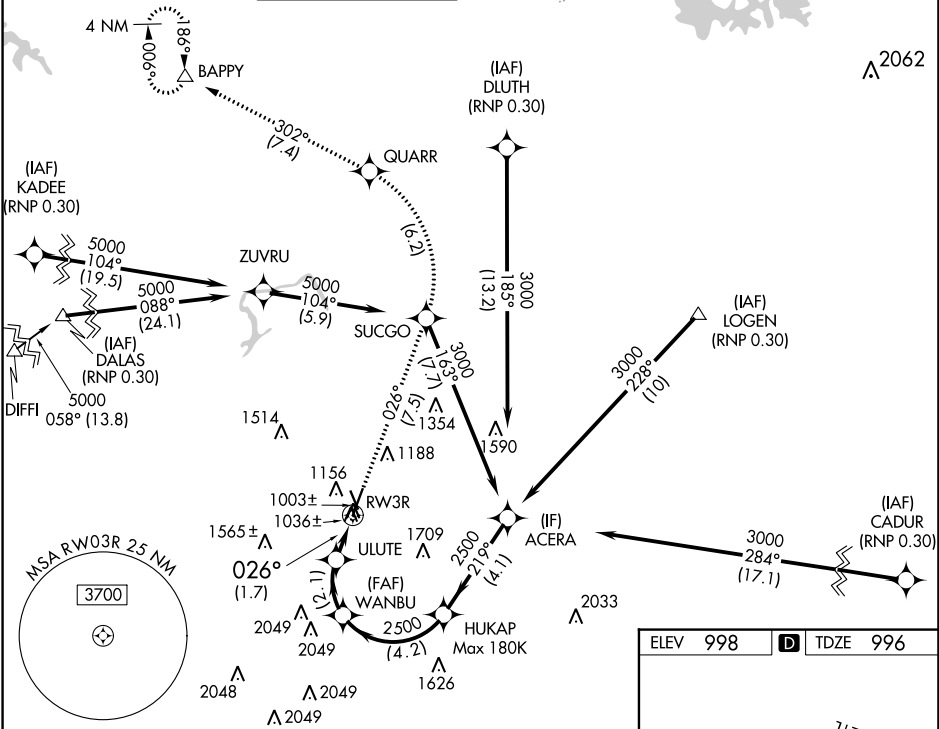 4 NM
186°
006°
BAPPY
302°
(7.4)
QUARR
(IAF)
DLUTH
(RNP 0.30)
2062
(IAF)
KADEE
(RNP 0.30)
5000
104°
(19.5)
ZUVRU
5000
104°
(5.9)
(6.2)
3000
185°
(13.2)
5000
088°
(24.1)
(IAF)
DALAS
(RNP 0.30)
DIFFI
5000
058° (13.8)
SUCGO
3000
163°
(7.7)
(IAF)
LOGEN
(RNP 0.30)
3000
228°
(10)
026°
(7.5)
1514
1354
1590
1188
1156
1003±
RW3R
1036±
1565±
ULUTE
1709
(IF)
ACERA
(IAF)
CADUR
(RNP 0.30)
3000
284°
(17.1)
2500
219°
(4.1)
026°
(1.7)
(2.1)
(FAF)
WANBU
2500
(4.2)
HUKAP
Max 180K
2033
2049
2049
1626
2048
2049
2049
MSA RW03R 25 NM
3700
ELEV 998
D
TDZE 996